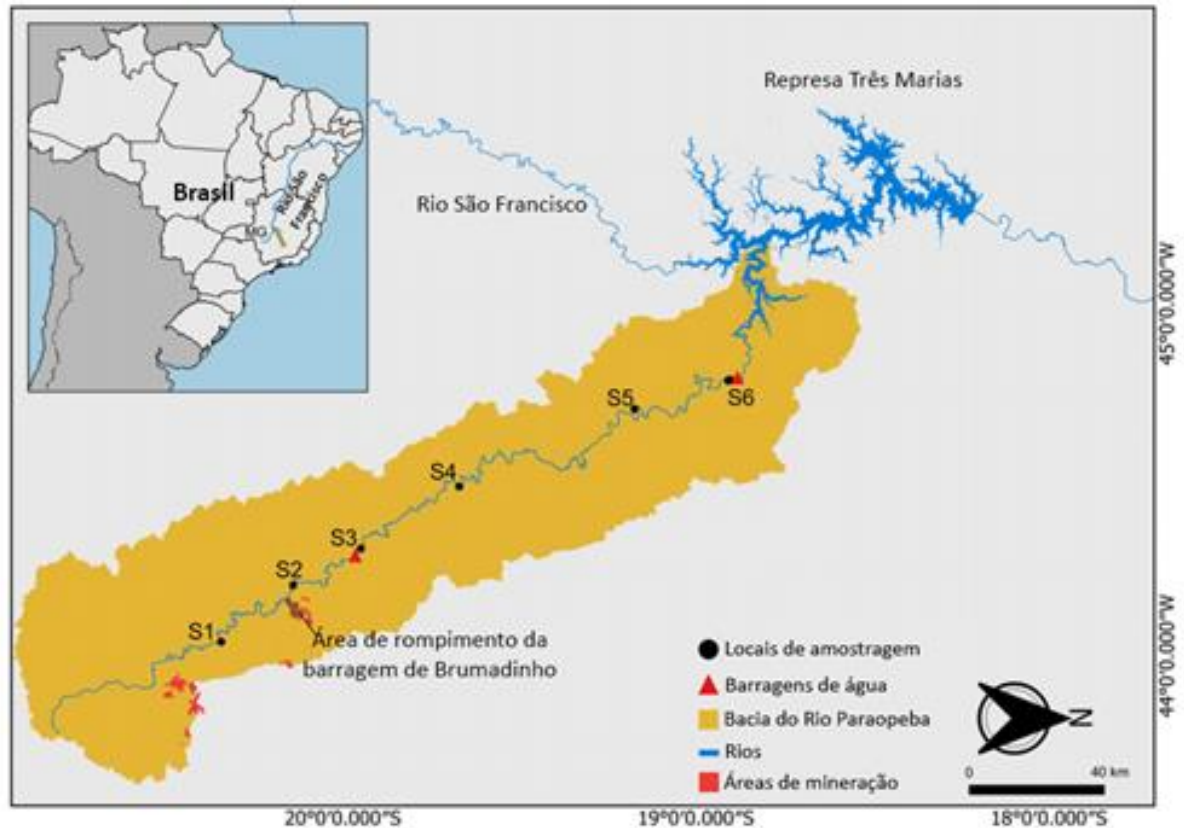 Represa Três Marias
Brasil
Rio São
Francisco
MG
Rio São Francisco
45°0'0.000"W
S5
S6
S4
S3
S2
S1
Área de rompimento da
barragem de Brumadinho
Locais de amostragem
Barragens de água
Bacia do Rio Paraopeba
Rios
Áreas de mineração
N
0 40 km
44°0'0.000"W
20°0'0.000"S
19°0'0.000"S
18°0'0.000"S